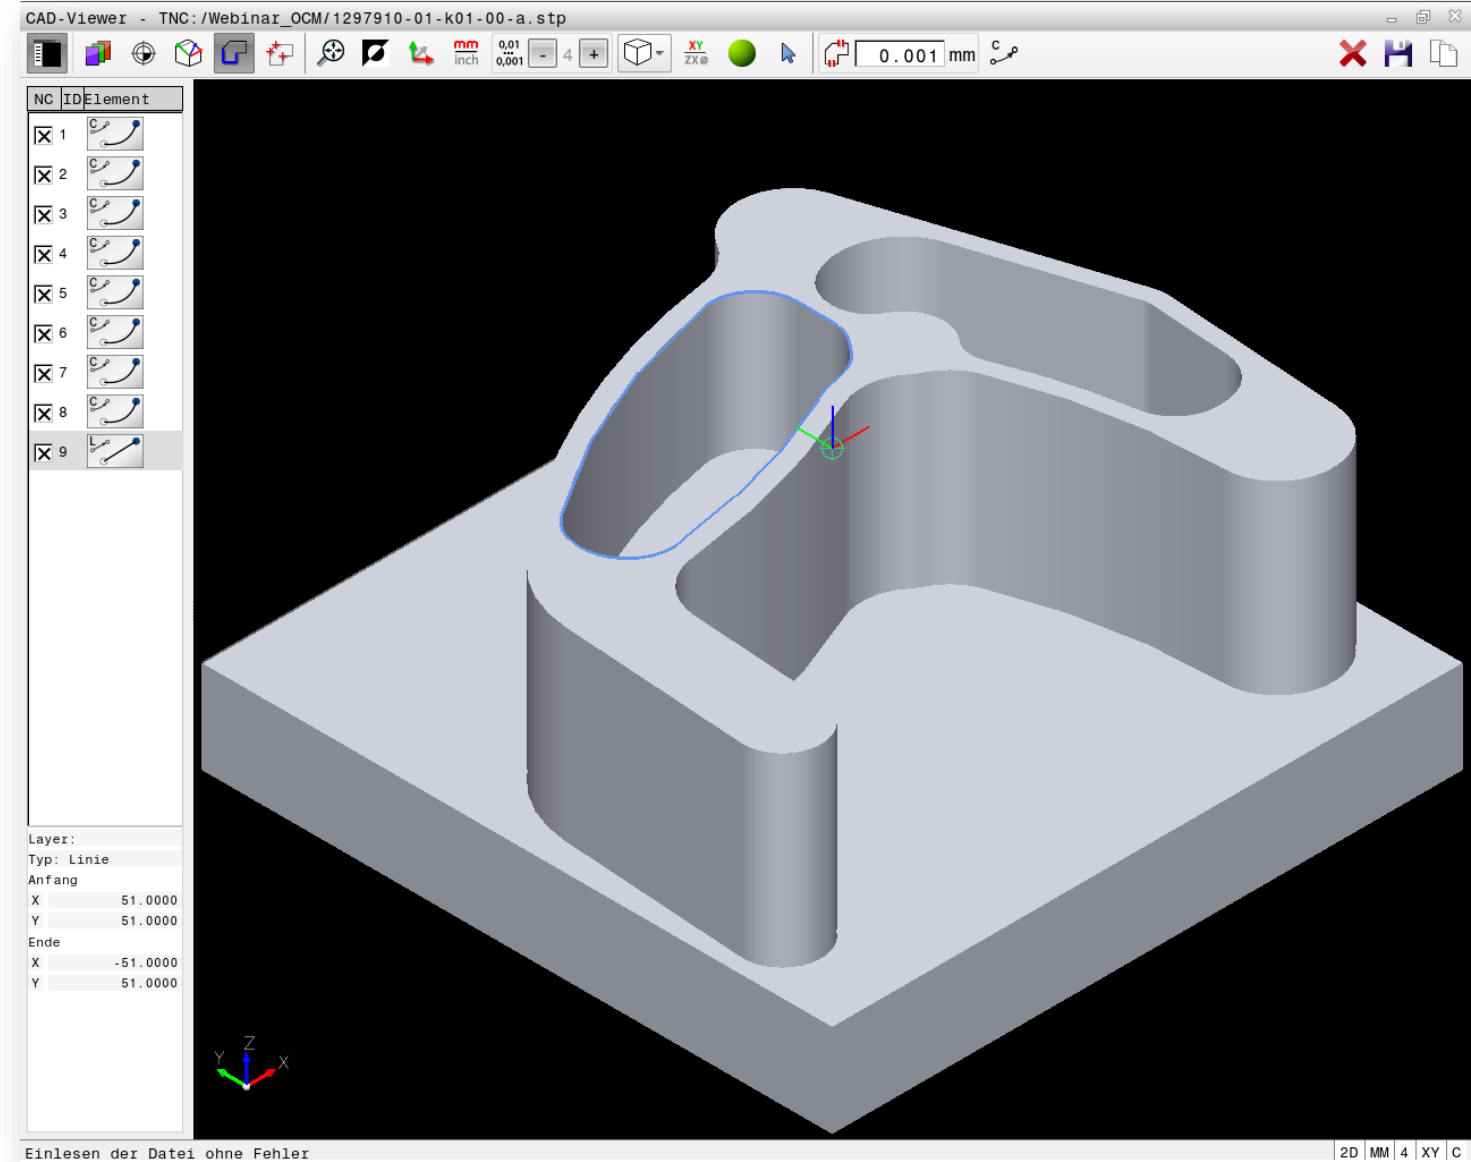 CAD-Viewer - TNC:/Webinar_OCM/1297910-01-k01-00-a.stp
mm
inch
0,01
0,001
- 4 +
XY
ZX
0.001 mm
C
NC ID Element
1 C
2 C
3 C
4 C
5 C
6 C
7 C
8 C
9 L
Layer:
Typ: Linie
Anfang
X 51.0000
Y 51.0000
Ende
X -51.0000
Y 51.0000
Z
Y
X
Einlesen der Datei ohne Fehler
2D MM 4 XY C